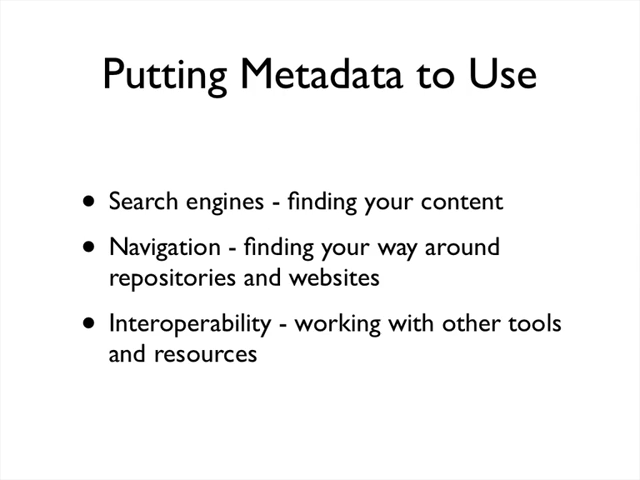 Putting Metadata to Use
• Search engines - finding your content
• Navigation - finding your way around
repositories and websites
• Interoperability - working with other tools
and resources